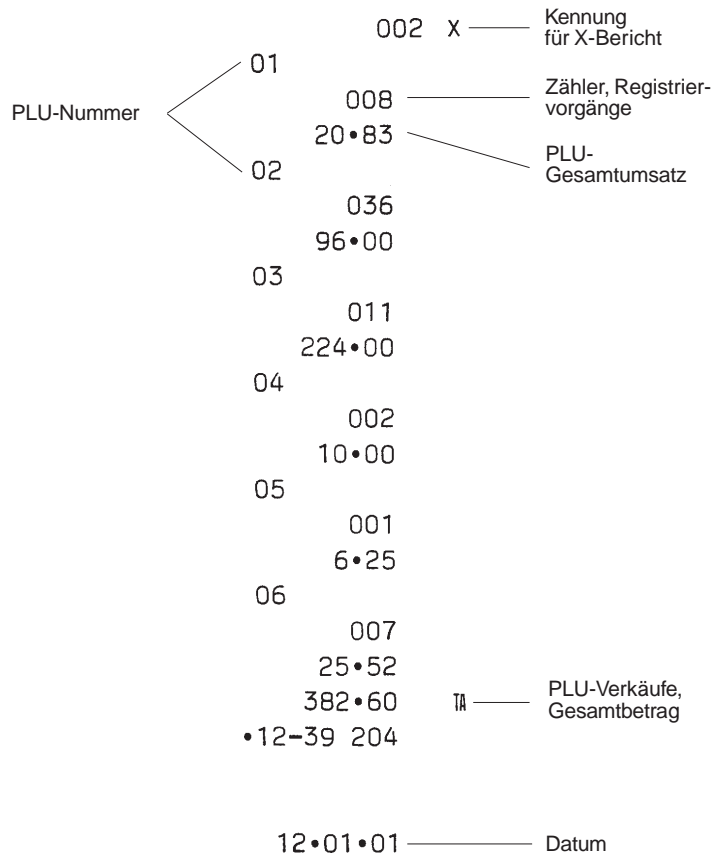 002 X
Kennung
für X-Bericht
01
008
Zähler, Registrier-
vorgänge
PLU-Nummer
20•83
PLU-
Gesamtumsatz
02
036
96•00
03
011
224•00
04
002
10•00
05
001
6•25
06
007
25•52
382•60 TA
PLU-Verkäufe,
Gesamtbetrag
•12-39 204
12•01•01
Datum